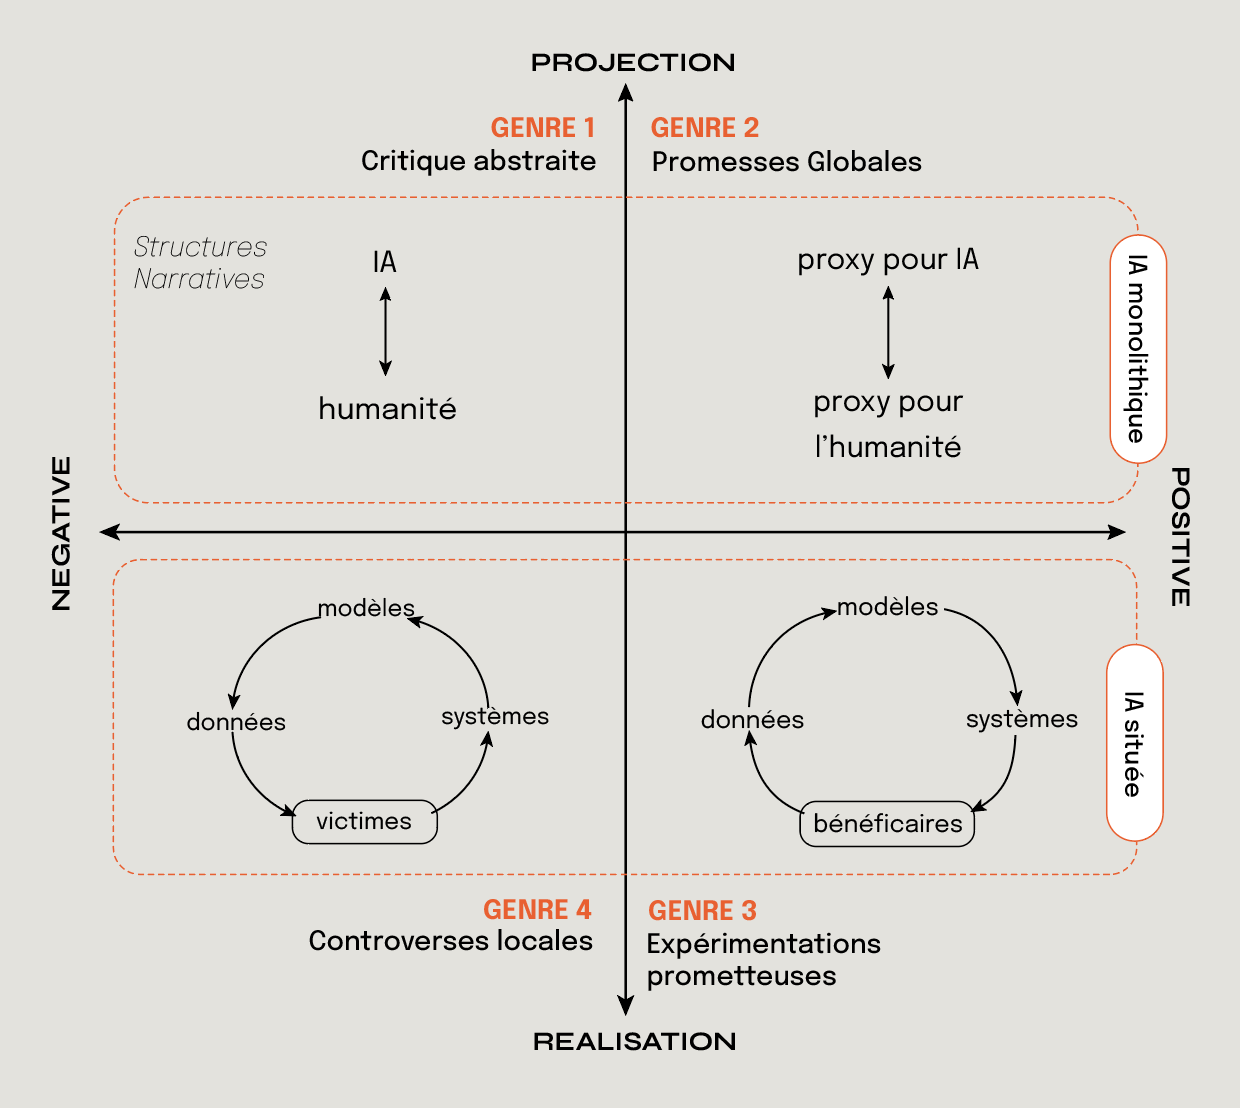 PROJECTION
GENRE 1
Critique abstraite
GENRE 2
Promesses Globales
Structures
Narratives
IA
humanité
proxy pour IA
proxy pour
l’humanité
IA monolithique
NEGATIVE
POSITIVE
modèles
données
systèmes
victimes
modèles
données
systèmes
bénéficaires
IA située
GENRE 4
Controverses locales
GENRE 3
Expérimentations
prometteuses
REALISATION